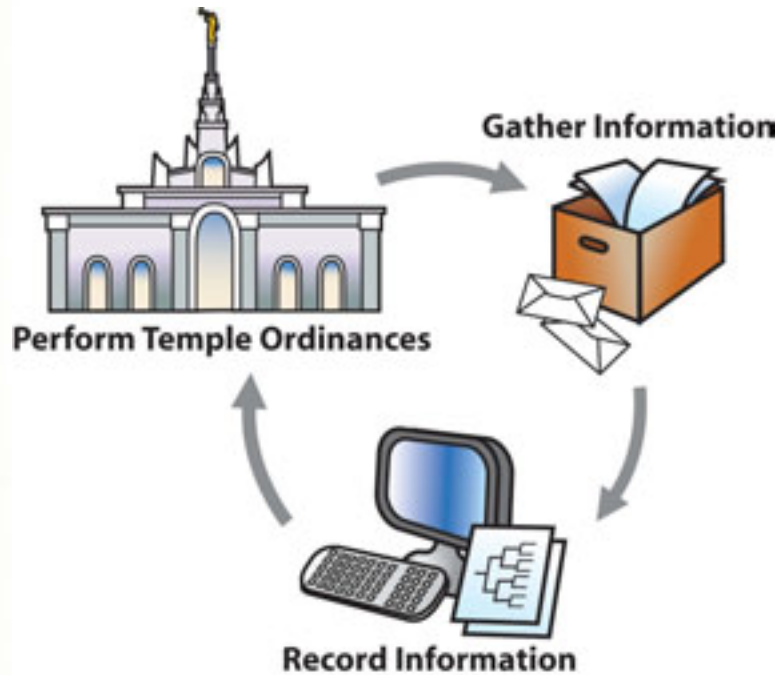 Gather Information
Perform Temple Ordinances
Record Information